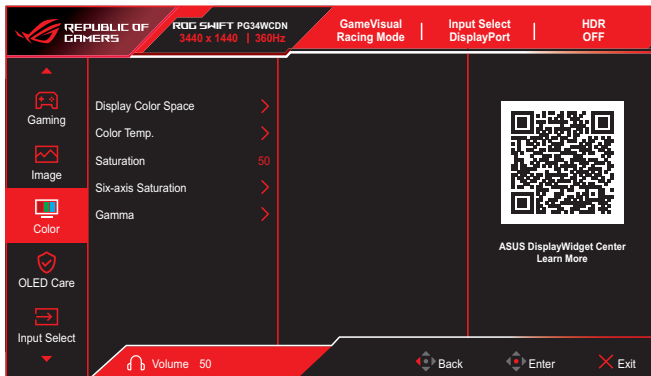 REPUBLIC OF
GAMERS
ROG SWIFT PG34WCDN
3440 x 1440 | 360Hz
GameVisual
Racing Mode
Input Select
DisplayPort
HDR
OFF
Gaming
Image
Color
OLED Care
Input Select
Display Color Space
Color Temp.
Saturation 50
Six-axis Saturation
Gamma
ASUS DisplayWidget Center
Learn More
Volume 50
Back
Enter
Exit